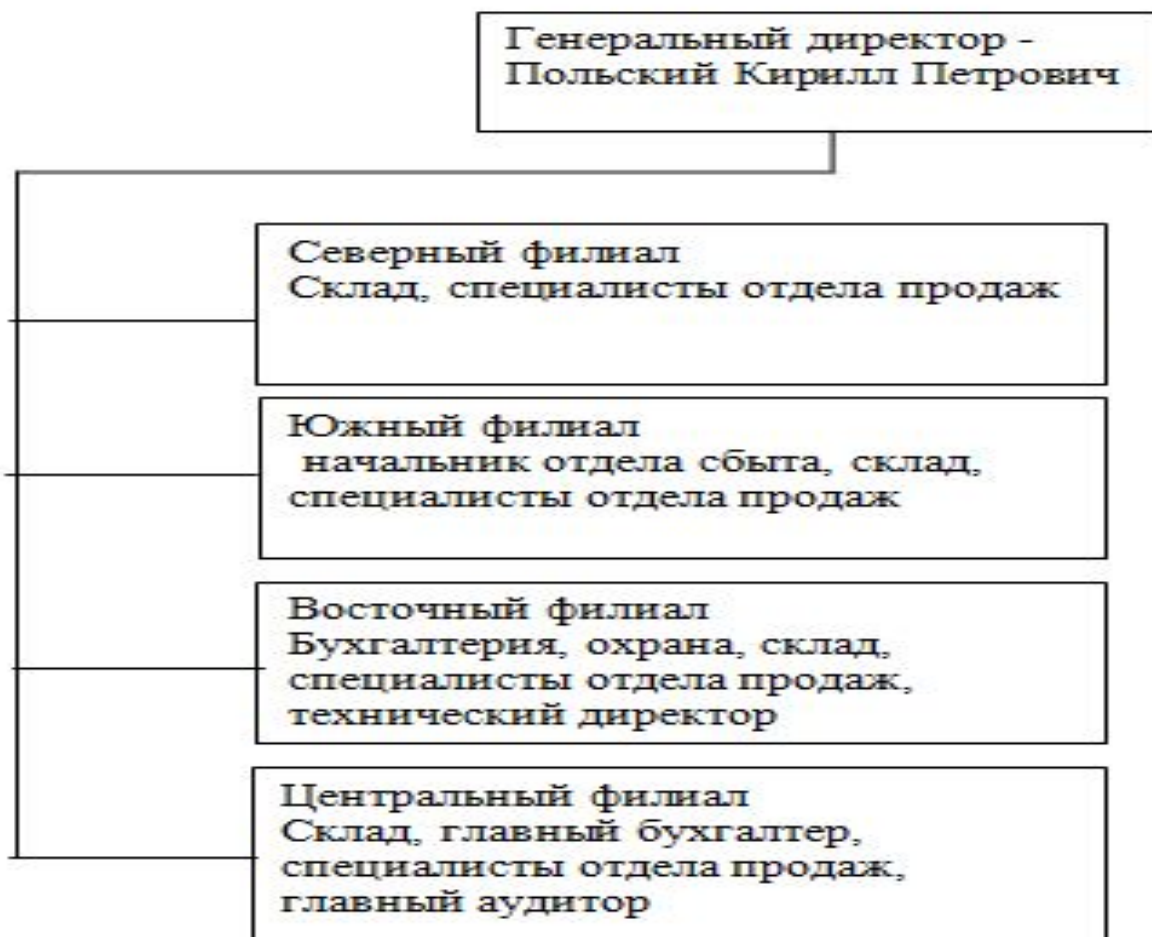 Генеральный директор -
Польский Кирилл Петрович
Северный филиал
Склад, специалисты отдела продаж
Южный филиал
начальник отдела сбыта, склад,
специалисты отдела продаж
Восточный филиал
Бухгалтерия, охрана, склад,
специалисты отдела продаж,
технический директор
Центральный филиал
Склад, главный бухгалтер,
специалисты отдела продаж,
главный аудитор